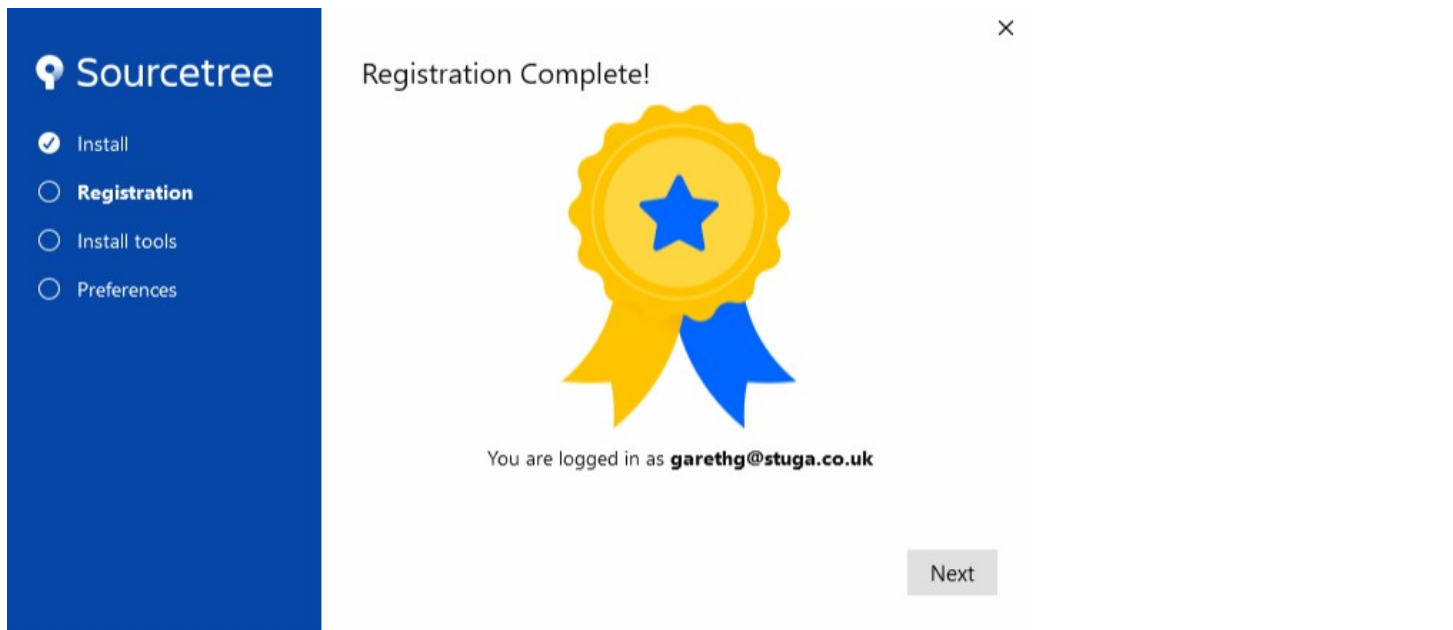 Sourcetree
Install
Registration
Install tools
Preferences
Registration Complete!
You are logged in as garethg@stuga.co.uk
Next